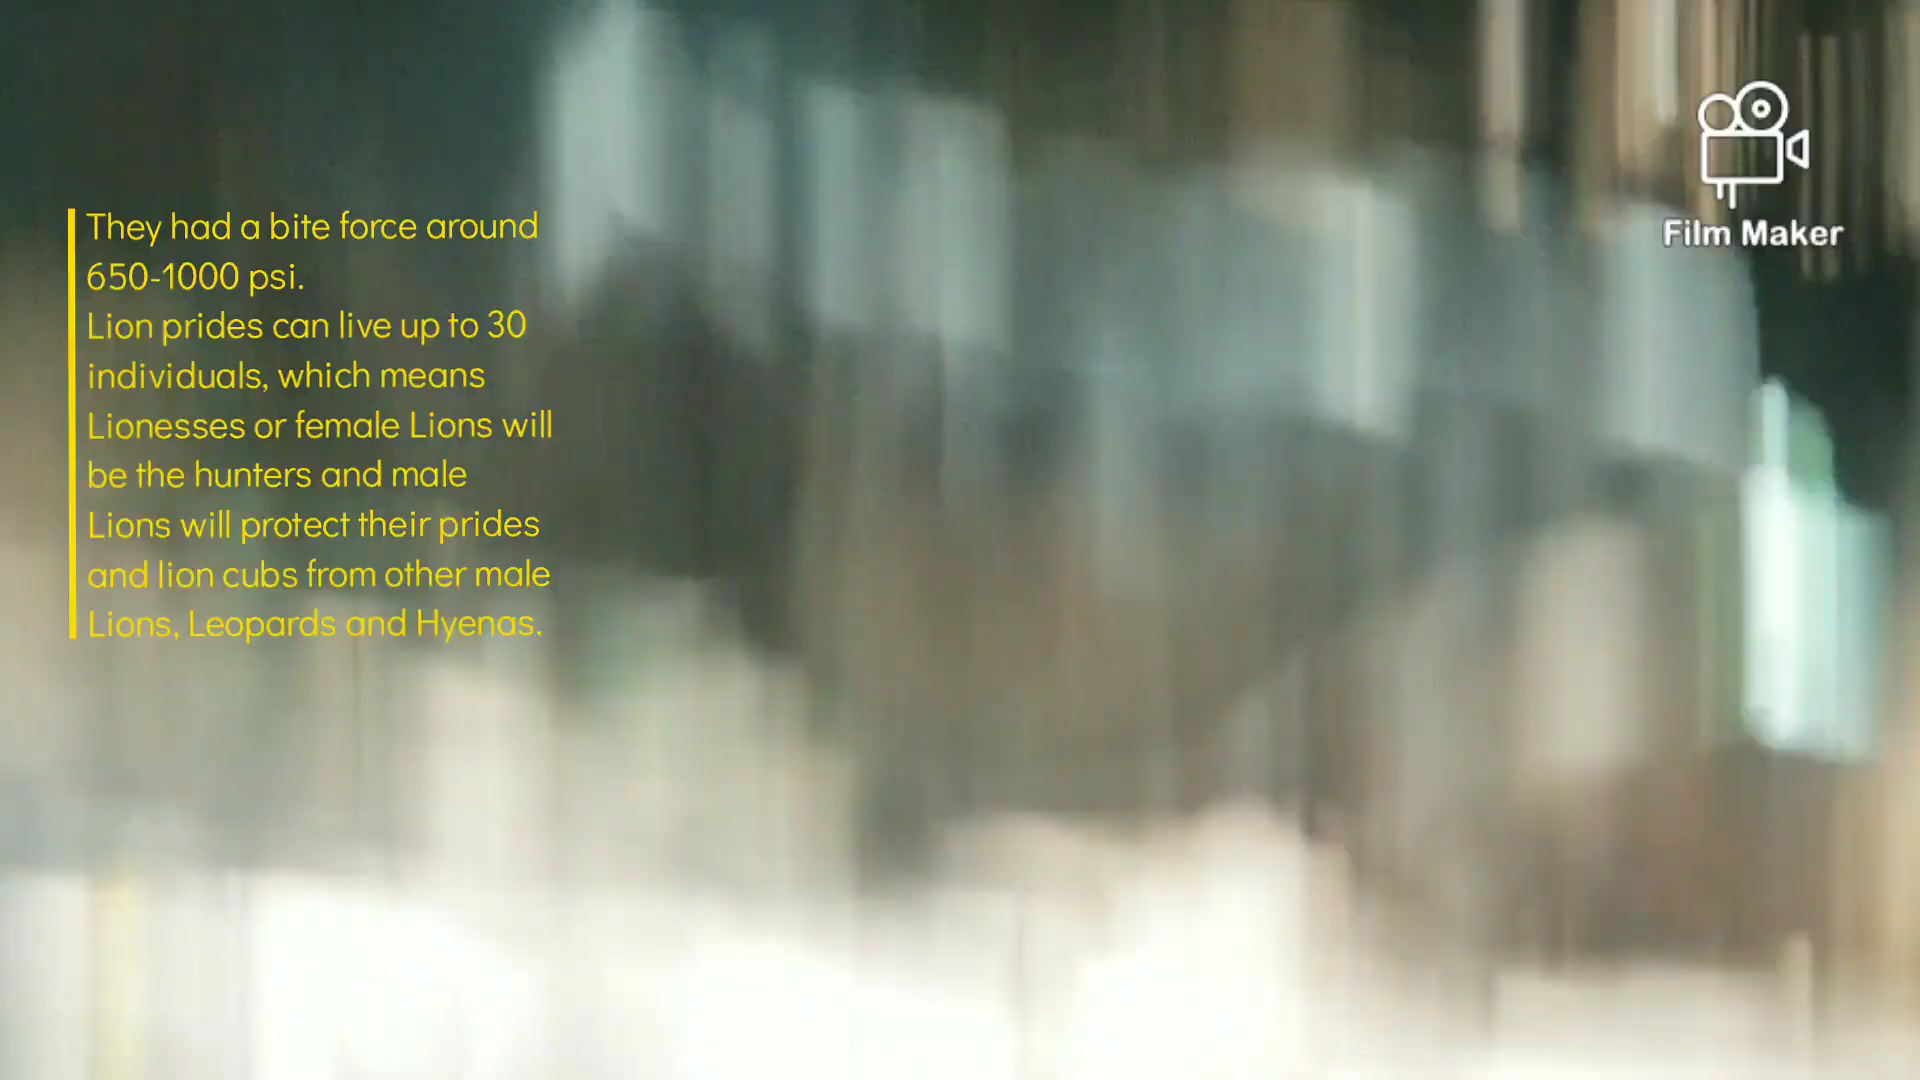 They had a bite force around
650-1000 psi.
Lion prides can live up to 30
individuals, which means
Lionesses or female Lions will
be the hunters and male
Lions will protect their prides
and lion cubs from other male
Lions, Leopards and Hyenas.
Film Maker